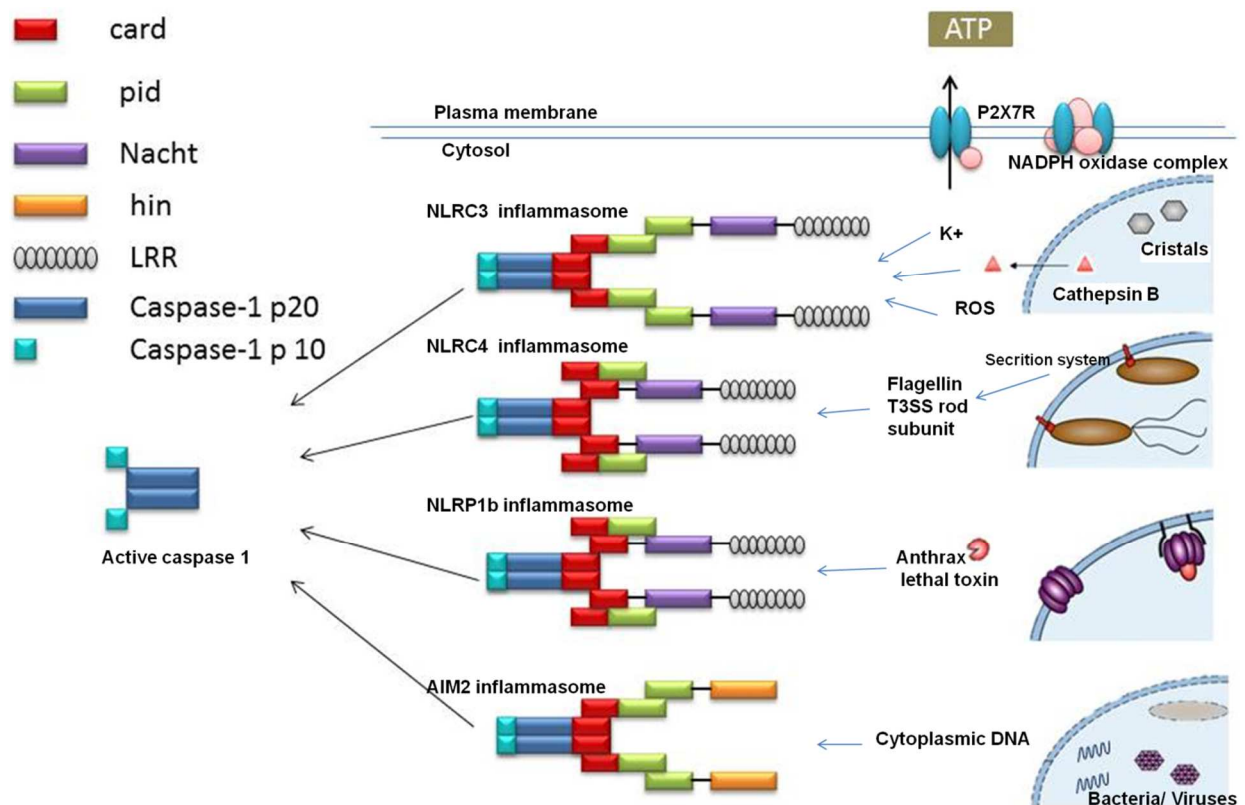 card
pid
Nacht
hin
LRR
Caspase-1 p20
Caspase-1 p 10
ATP
Plasma membrane
P2X7R
Cytosol
NADPH oxidase complex
NLRC3 inflammasome
K+
Cristals
Cathepsin B
ROS
NLRC4 inflammasome
Secrition system
Flagellin
T3SS rod
subunit
NLRP1b inflammasome
Active caspase 1
Anthrax
lethal toxin
AIM2 inflammasome
Cytoplasmic DNA
Bacteria/ Viruses